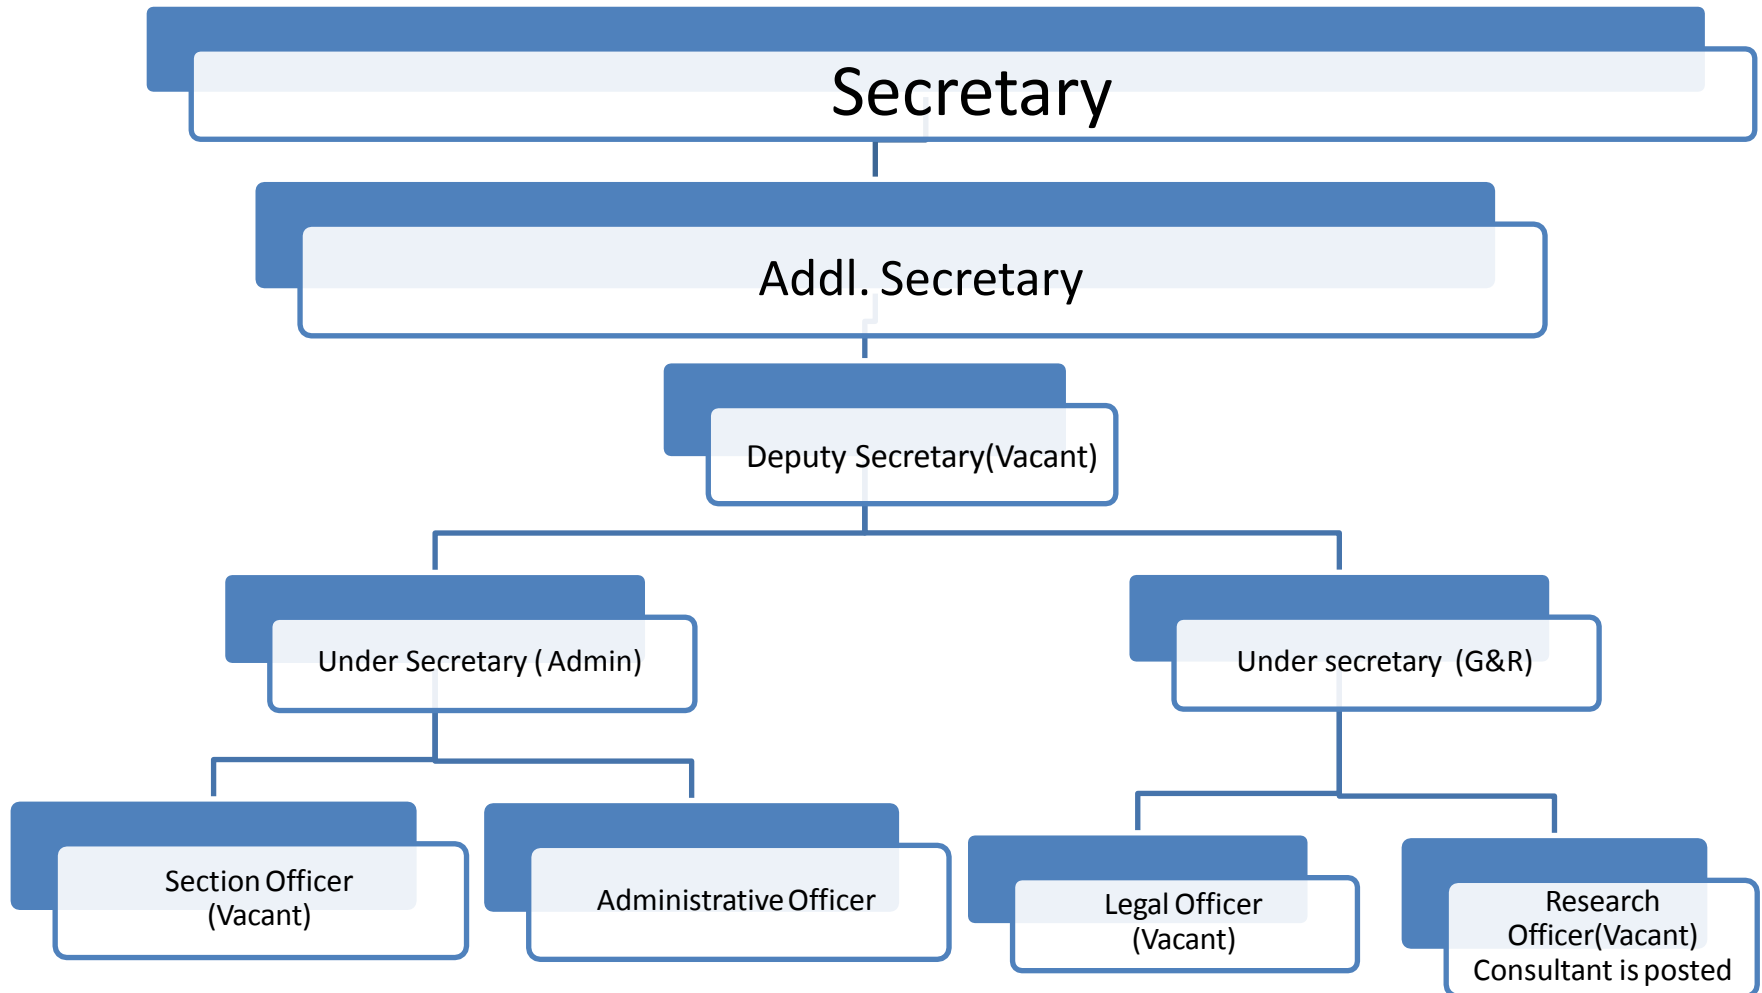 Secretary
Addl. Secretary
Deputy Secretary(Vacant)
Under Secretary ( Admin)
Under secretary (G&R)
Section Officer
(Vacant)
Administrative Officer
Legal Officer
(Vacant)
Research
Officer(Vacant)
Consultant is posted